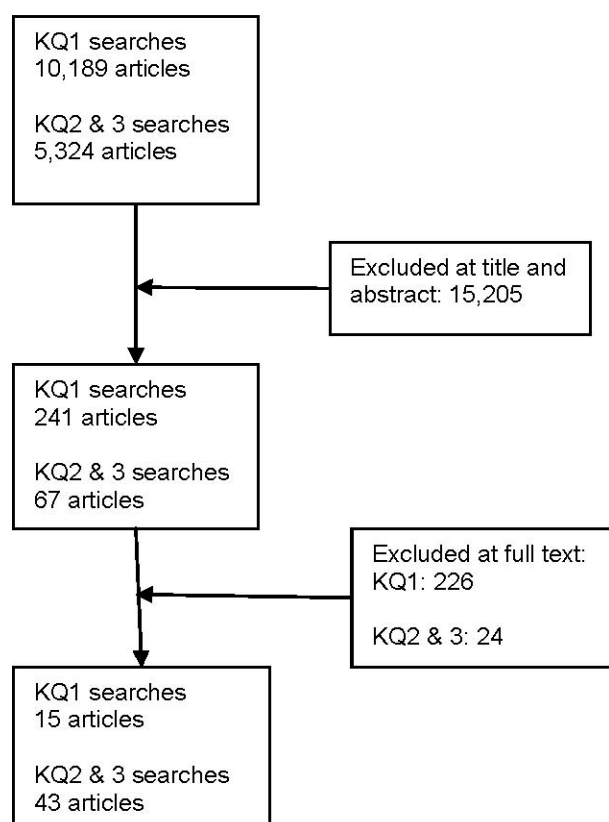 KQ1 searches
10,189 articles
KQ2 & 3 searches
5,324 articles
Excluded at title and
abstract: 15,205
KQ1 searches
241 articles
KQ2 & 3 searches
67 articles
Excluded at full text:
KQ1: 226
KQ2 & 3: 24
KQ1 searches
15 articles
KQ2 & 3 searches
43 articles